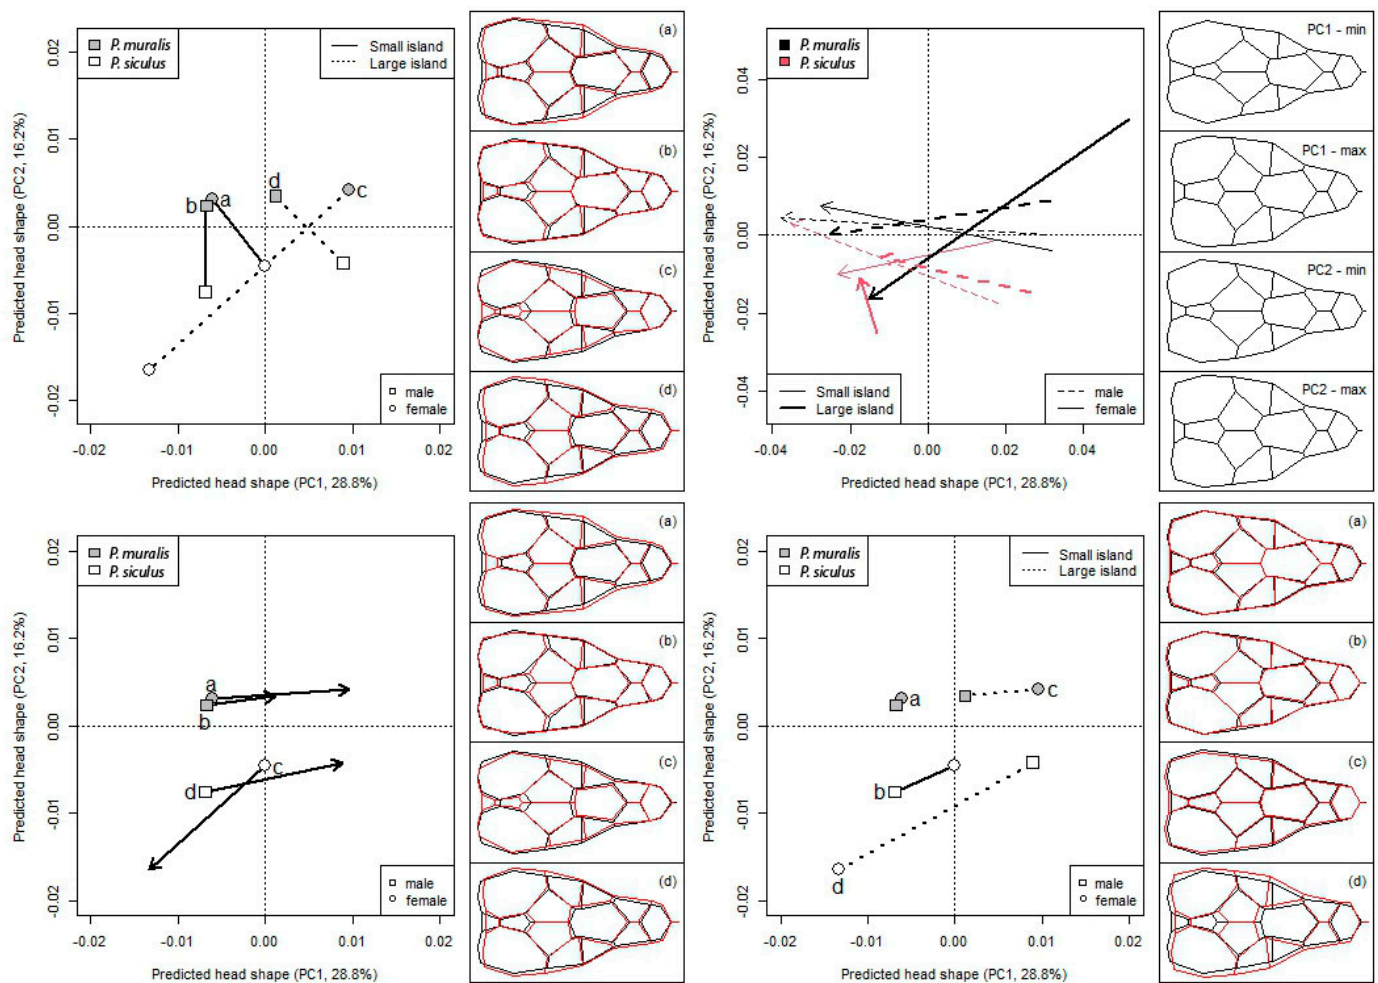 P. muralis
P. siculus
Small island
Large island
0.02
0.01
0.00
-0.01
-0.02
Predicted head shape (PC2, 16.2%)
b
a
d
c
male
female
-0.02
-0.01
0.00
0.01
0.02
Predicted head shape (PC1, 28.8%)
(a)
(b)
(c)
(d)
P. muralis
P. siculus
0.04
0.02
0.00
-0.02
-0.04
Predicted head shape (PC2, 16.2%)
Small island
Large island
male
female
-0.04
-0.02
0.00
0.02
0.04
Predicted head shape (PC1, 28.8%)
PC1 - min
PC1 - max
PC2 - min
PC2 - max
P. muralis
P. siculus
0.02
0.01
0.00
-0.01
-0.02
Predicted head shape (PC2, 16.2%)
a
b
c
d
male
female
-0.02
-0.01
0.00
0.01
0.02
Predicted head shape (PC1, 28.8%)
(a)
(b)
(c)
(d)
P. muralis
P. siculus
Small island
Large island
0.02
0.01
0.00
-0.01
-0.02
Predicted head shape (PC2, 16.2%)
a
c
b
d
male
female
-0.02
-0.01
0.00
0.01
0.02
Predicted head shape (PC1, 28.8%)
(a)
(b)
(c)
(d)